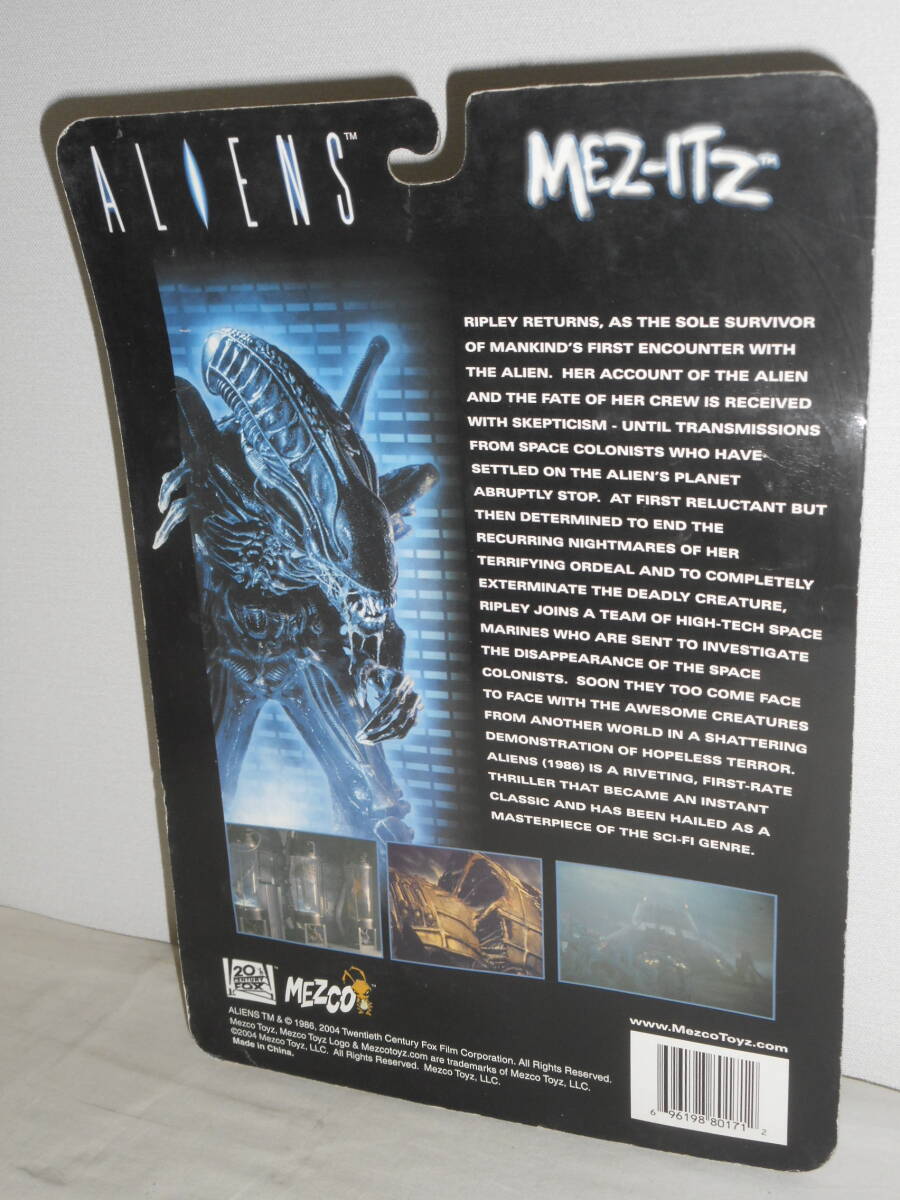 ALIENS™
MEZ-ITZ™
RIPLEY RETURNS, AS THE SOLE SURVIVOR
OF MANKIND'S FIRST ENCOUNTER WITH
THE ALIEN. HER ACCOUNT OF THE ALIEN
AND THE FATE OF HER CREW IS RECEIVED
WITH SKEPTICISM - UNTIL TRANSMISSIONS
FROM SPACE COLONISTS WHO HAVE
SETTLED ON THE ALIEN'S PLANET
ABRUPTLY STOP. AT FIRST RELUCTANT BUT
THEN DETERMINED TO END THE
RECURRING NIGHTMARES OF HER
TERRIFYING ORDEAL AND TO COMPLETELY
EXTERMINATE THE DEADLY CREATURE,
RIPLEY JOINS A TEAM OF HIGH-TECH SPACE
MARINES WHO ARE SENT TO INVESTIGATE
THE DISAPPEARANCE OF THE SPACE
COLONISTS. SOON THEY TOO COME FACE
TO FACE WITH THE AWESOME CREATURES
FROM ANOTHER WORLD IN A SHATTERING
DEMONSTRATION OF HOPELESS TERROR.
ALIENS (1986) IS A RIVETING, FIRST-RATE
THRILLER THAT BECAME AN INSTANT
CLASSIC AND HAS BEEN HAILED AS A
MASTERPIECE OF THE SCI-FI GENRE.
20th
CENTURY
FOX
MEZCO
ALIENS TM & © 1986, 2004 Twentieth Century Fox Film Corporation. All Rights Reserved.
Mezco Toyz, Mezco Toyz Logo & Mezcotoyz.com are trademarks of Mezco Toyz, LLC.
©2004 Mezco Toyz, LLC. All Rights Reserved. Mezco Toyz, LLC.
Made in China.
www.MezcoToyz.com
6 96198 80171 2